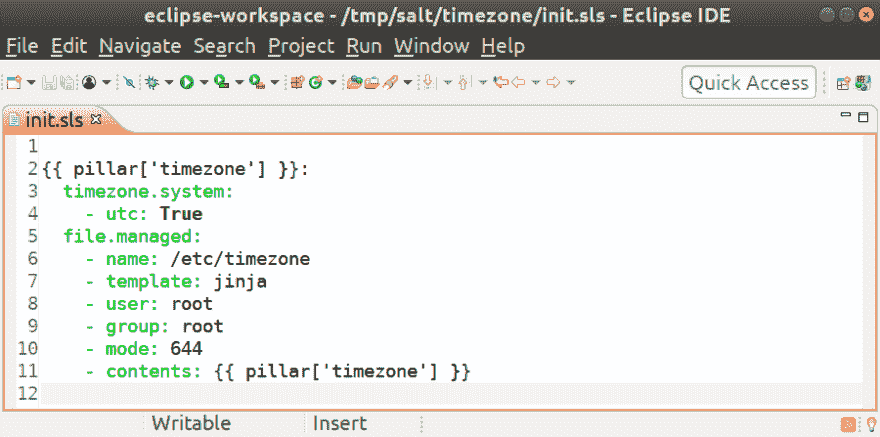 eclipse-workspace - /tmp/salt/timezone/init.sls - Eclipse IDE
File Edit Navigate Search Project Run Window Help
Quick Access
init.sls
1
2 {{ pillar['timezone'] }}:
3   timezone.system:
4     - utc: True
5   file.managed:
6     - name: /etc/timezone
7     - template: jinja
8     - user: root
9     - group: root
10     - mode: 644
11     - contents: {{ pillar['timezone'] }}
12
Writable Insert